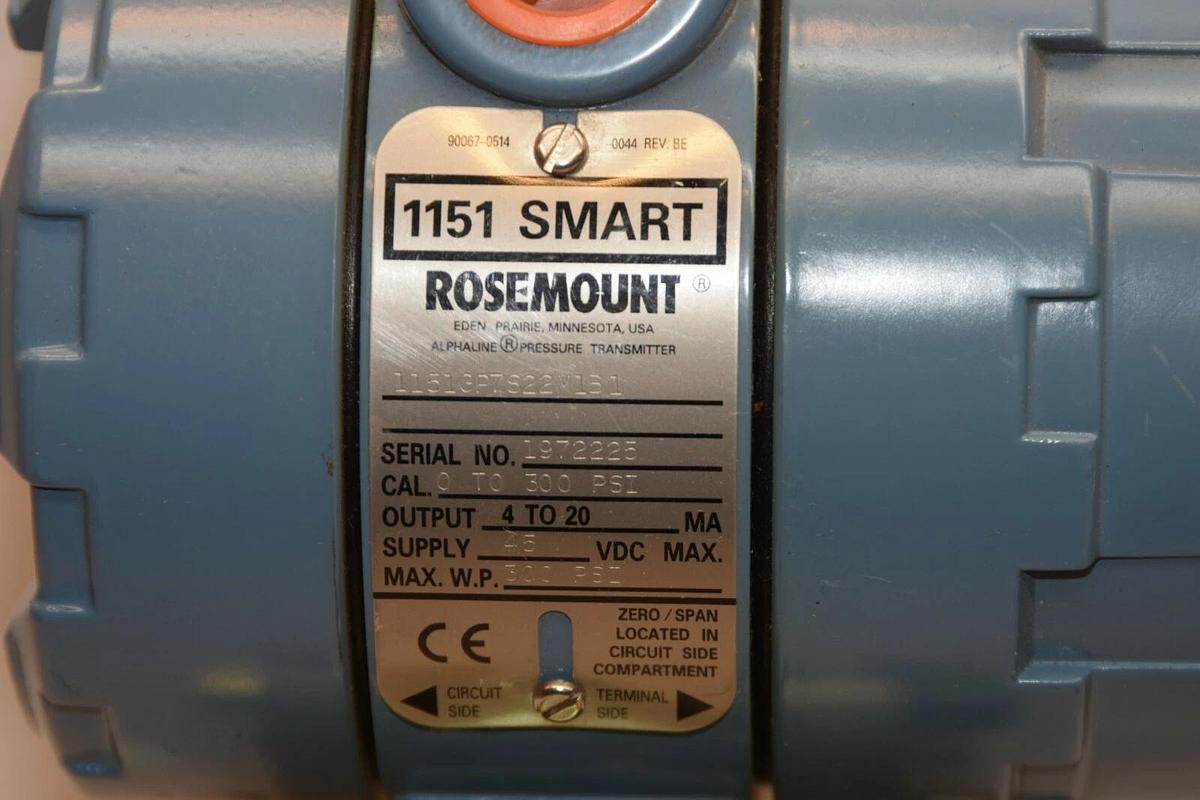 90067-0514 0044 REV. BE
1151 SMART
ROSEMOUNT ®
EDEN PRAIRIE, MINNESOTA, USA
ALPHALINE ® PRESSURE TRANSMITTER
1151GP7S22M1B1
SERIAL NO. 1972225
CAL. 0 TO 300 PSI
OUTPUT 4 TO 20 MA
SUPPLY 45 VDC MAX.
MAX. W.P. 300 PSI
CE
ZERO / SPAN
LOCATED IN
CIRCUIT SIDE
COMPARTMENT
CIRCUIT
SIDE
TERMINAL
SIDE